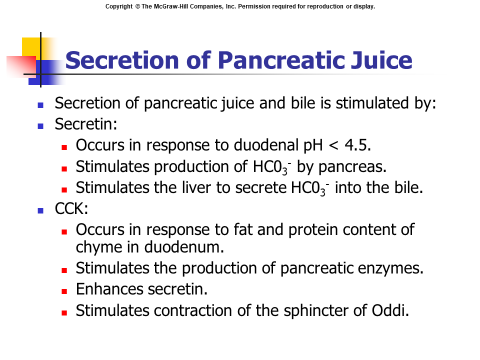 Copyright © The McGraw-Hill Companies, Inc. Permission required for reproduction or display.
Secretion of Pancreatic Juice
Secretion of pancreatic juice and bile is stimulated by:
Secretin:
Occurs in response to duodenal pH < 4.5.
Stimulates production of HC0₃⁻ by pancreas.
Stimulates the liver to secrete HC0₃⁻ into the bile.
CCK:
Occurs in response to fat and protein content of
chyme in duodenum.
Stimulates the production of pancreatic enzymes.
Enhances secretin.
Stimulates contraction of the sphincter of Oddi.